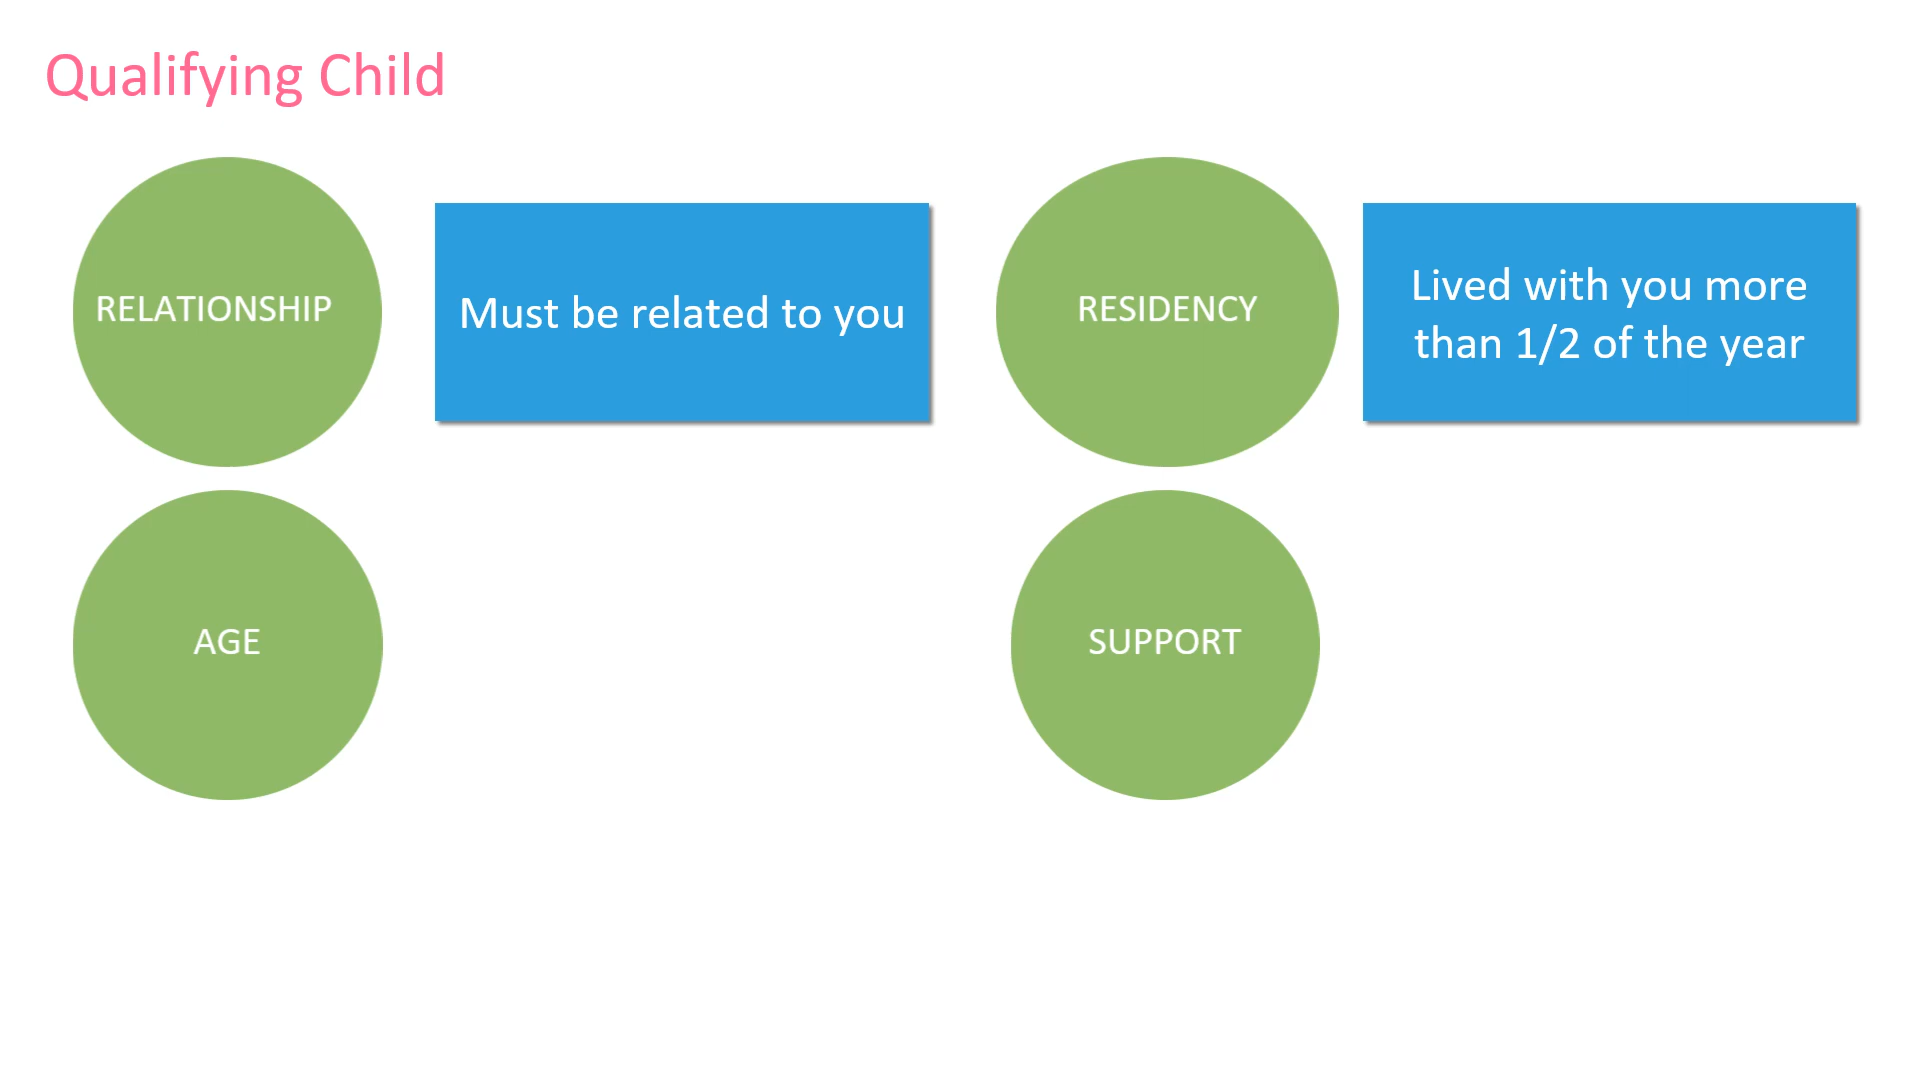 Qualifying Child
RELATIONSHIP
Must be related to you
RESIDENCY
Lived with you more
than 1/2 of the year
AGE
SUPPORT